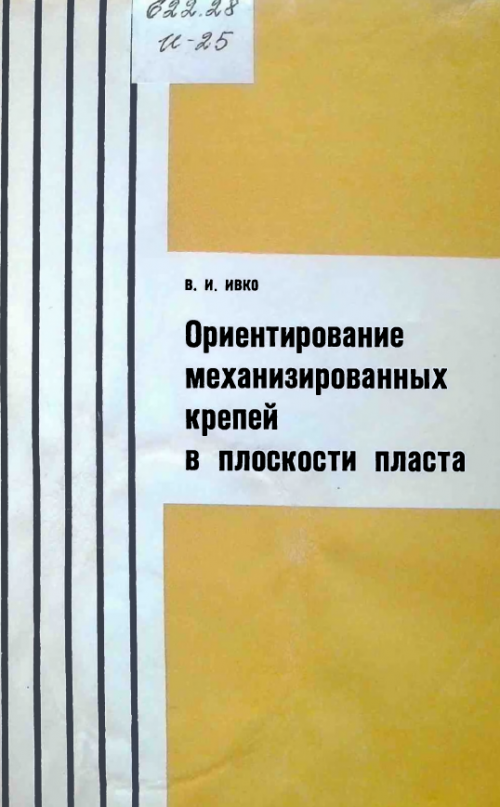 622.28
И-25
В. И. ИВКО
Ориентирование
механизированных
крепей
в плоскости пласта